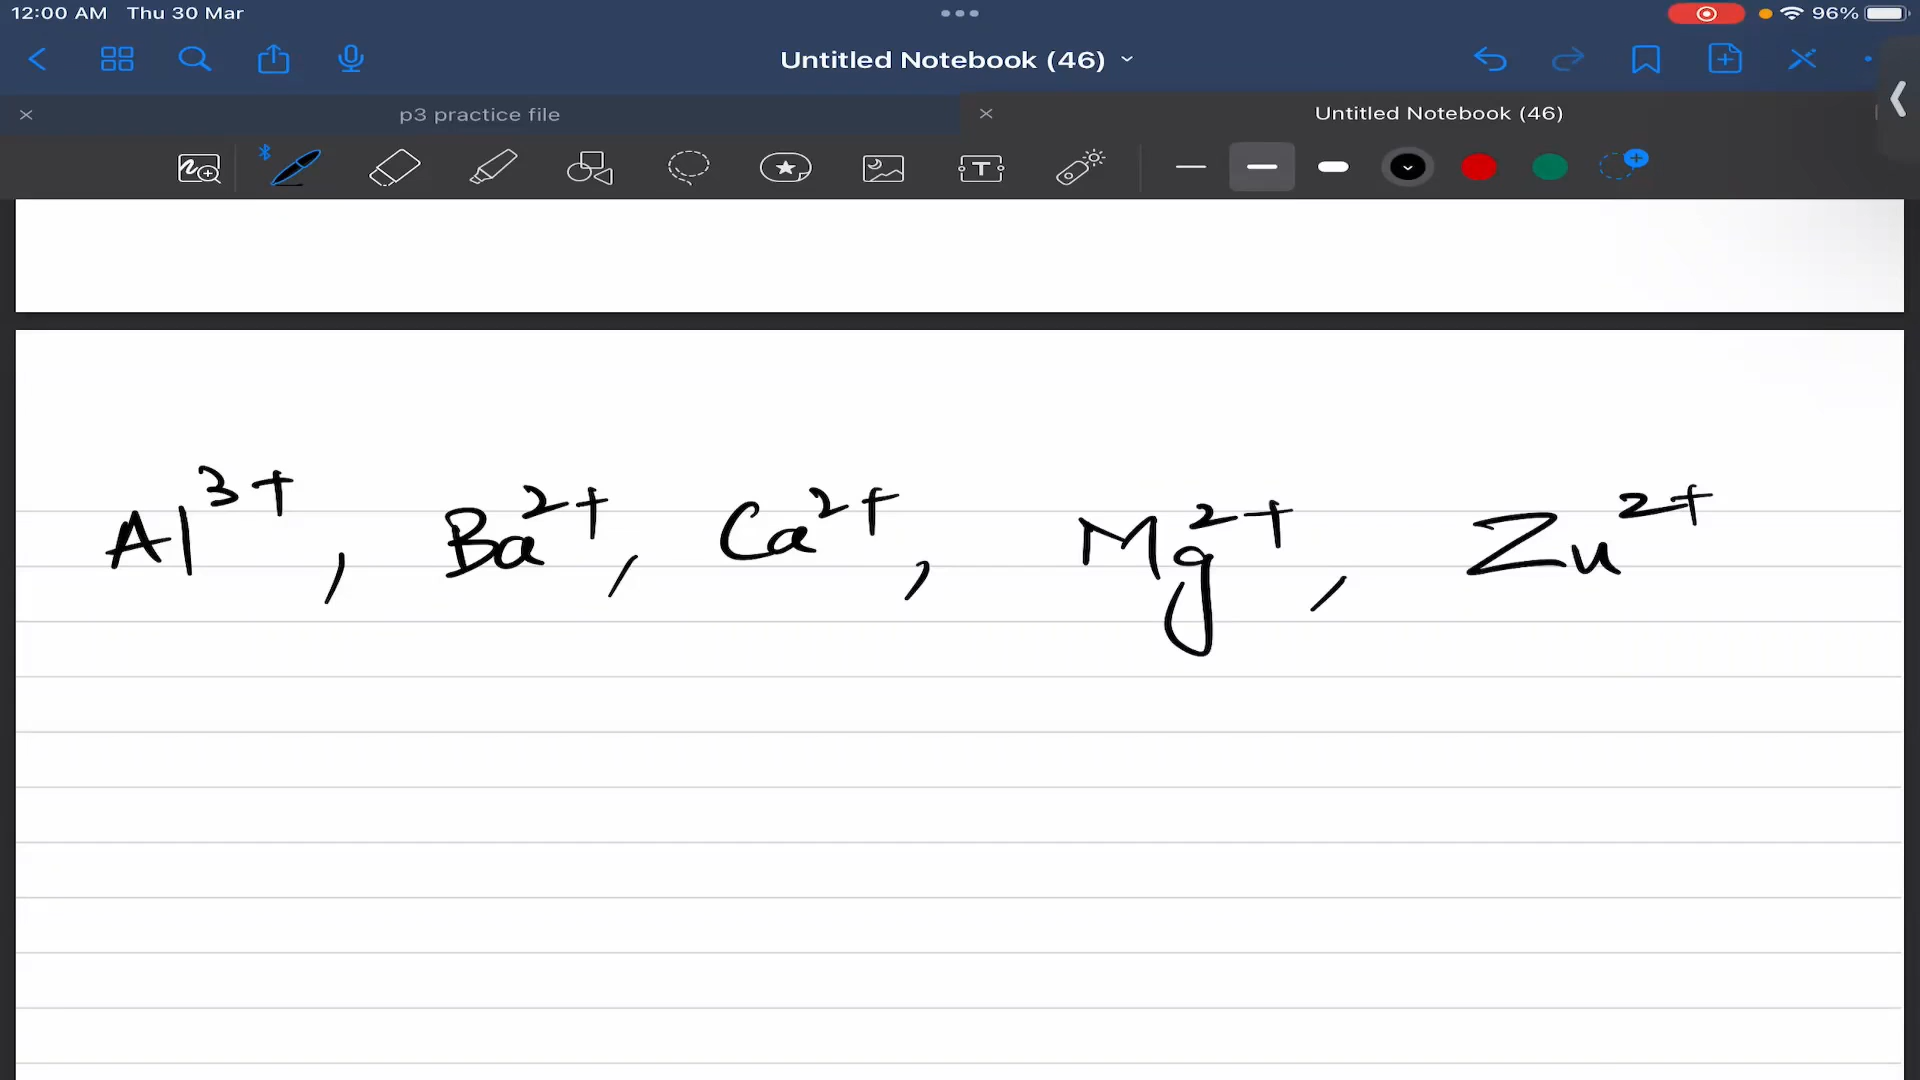 12:00 AM Thu 30 Mar 96%
Untitled Notebook (46)
p3 practice file Untitled Notebook (46)
T
Al³⁺, Ba²⁺, Ca²⁺, Mg²⁺, Zn²⁺